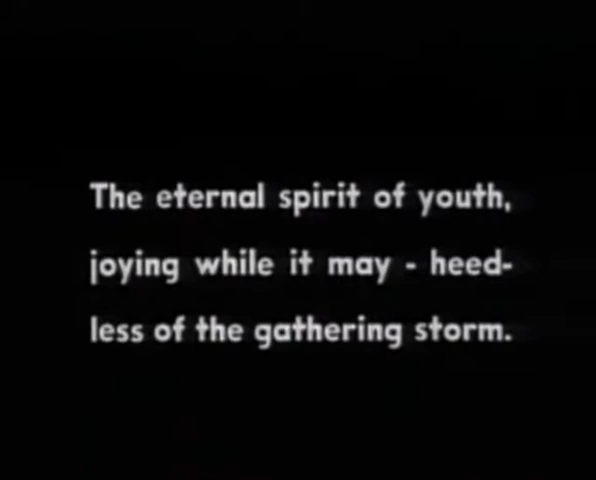 The eternal spirit of youth,
joying while it may - heed-
less of the gathering storm.